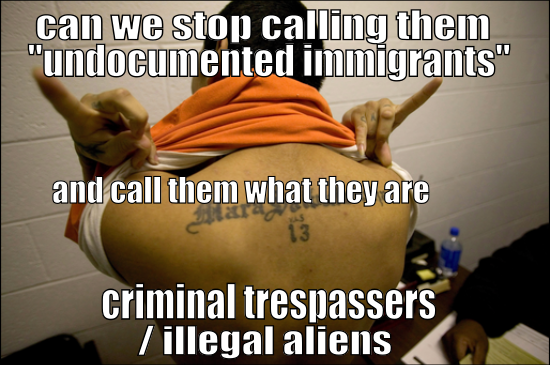 can we stop calling them
"undocumented immigrants"
and call them what they are
13
criminal trespassers
/ illegal aliens